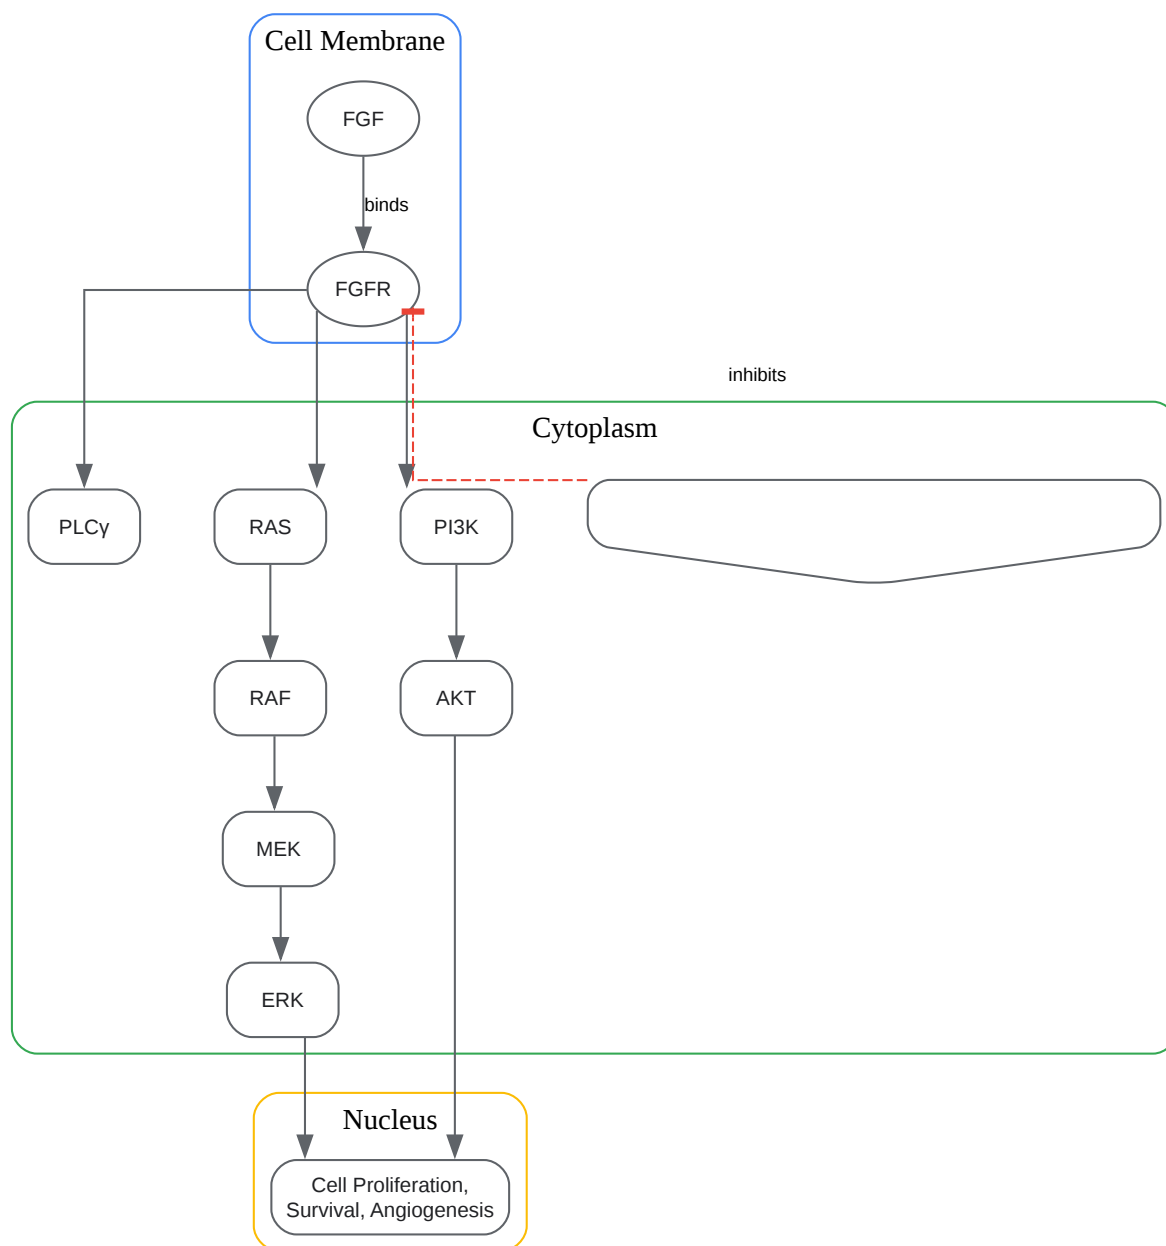 Cell Membrane
FGF
binds
FGFR
inhibits
Cytoplasm
PLCγ
RAS
PI3K
RAF
AKT
MEK
ERK
Nucleus
Cell Proliferation,
Survival, Angiogenesis